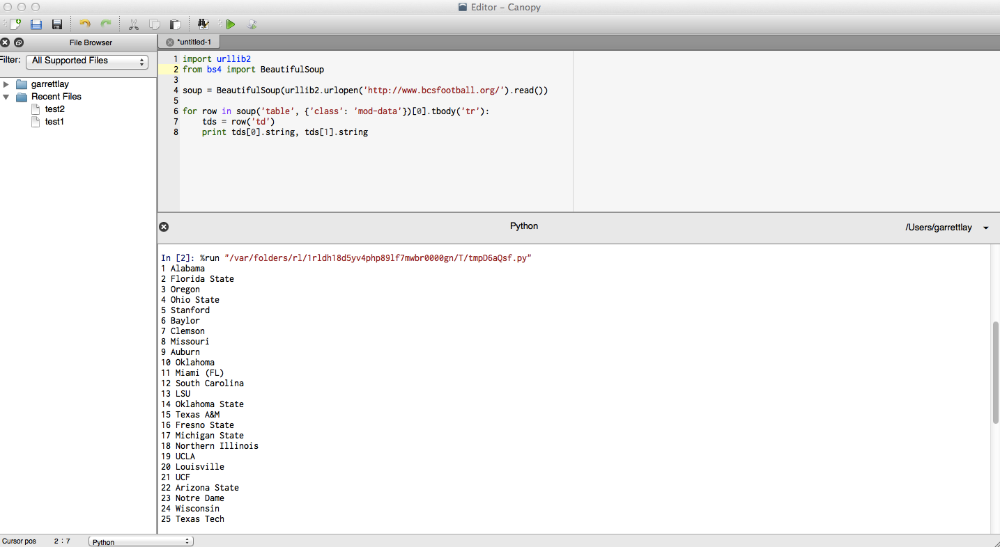 Editor – Canopy
File Browser
*untitled-1
Filter:
All Supported Files
garrettlay
Recent Files
test2
test1
1 import urllib2
2 from bs4 import BeautifulSoup
3
4 soup = BeautifulSoup(urllib2.urlopen('http://www.bcsfootball.org/').read())
5
6 for row in soup('table', {'class': 'mod-data'})[0].tbody('tr'):
7     tds = row('td')
8     print tds[0].string, tds[1].string
Python
/Users/garrettlay
In [2]: %run "/var/folders/rl/1rldh18d5yv4php89lf7mwbr0000gn/T/tmpD6aQsf.py"
1 Alabama
2 Florida State
3 Oregon
4 Ohio State
5 Stanford
6 Baylor
7 Clemson
8 Missouri
9 Auburn
10 Oklahoma
11 Miami (FL)
12 South Carolina
13 LSU
14 Oklahoma State
15 Texas A&M
16 Fresno State
17 Michigan State
18 Northern Illinois
19 UCLA
20 Louisville
21 UCF
22 Arizona State
23 Notre Dame
24 Wisconsin
25 Texas Tech
Cursor pos 2 : 7 Python